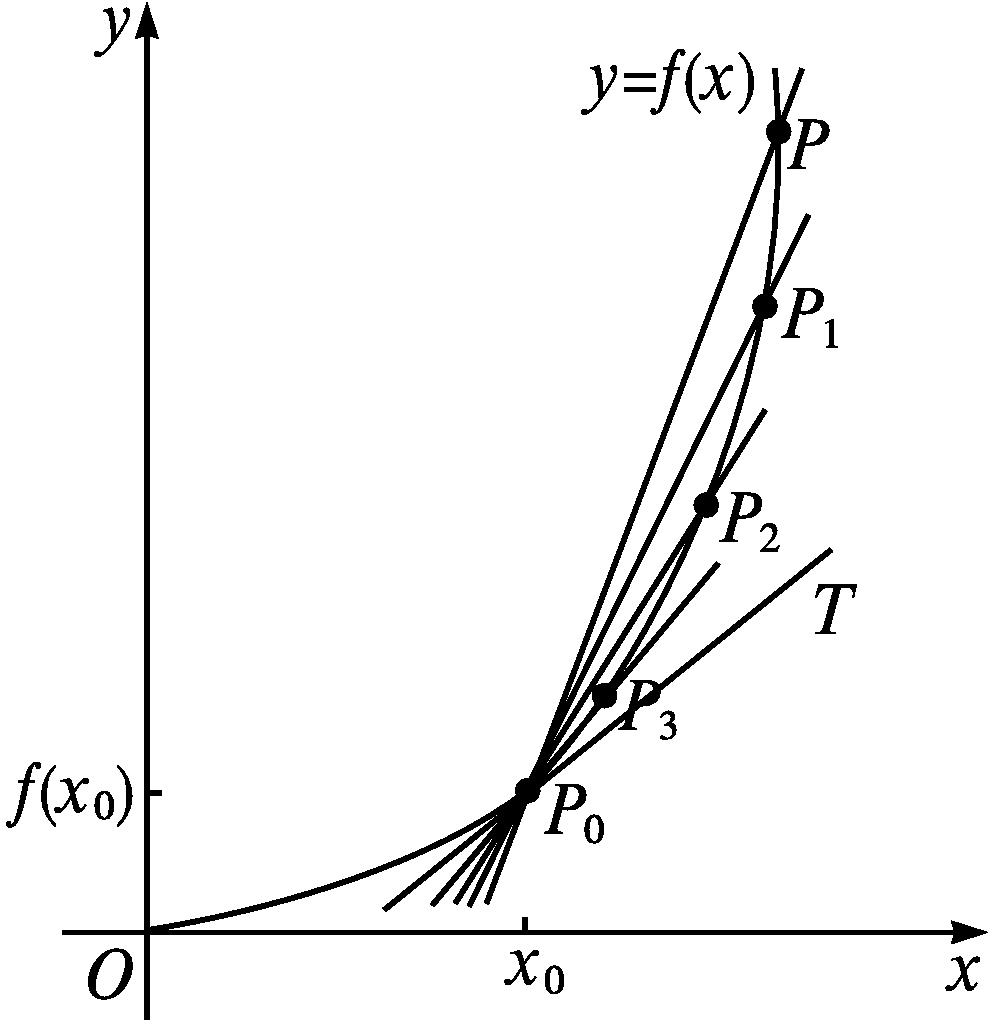 y
y=f(x)
P
P₁
P₂
T
P₃
f(x₀)
P₀
O
x₀
x